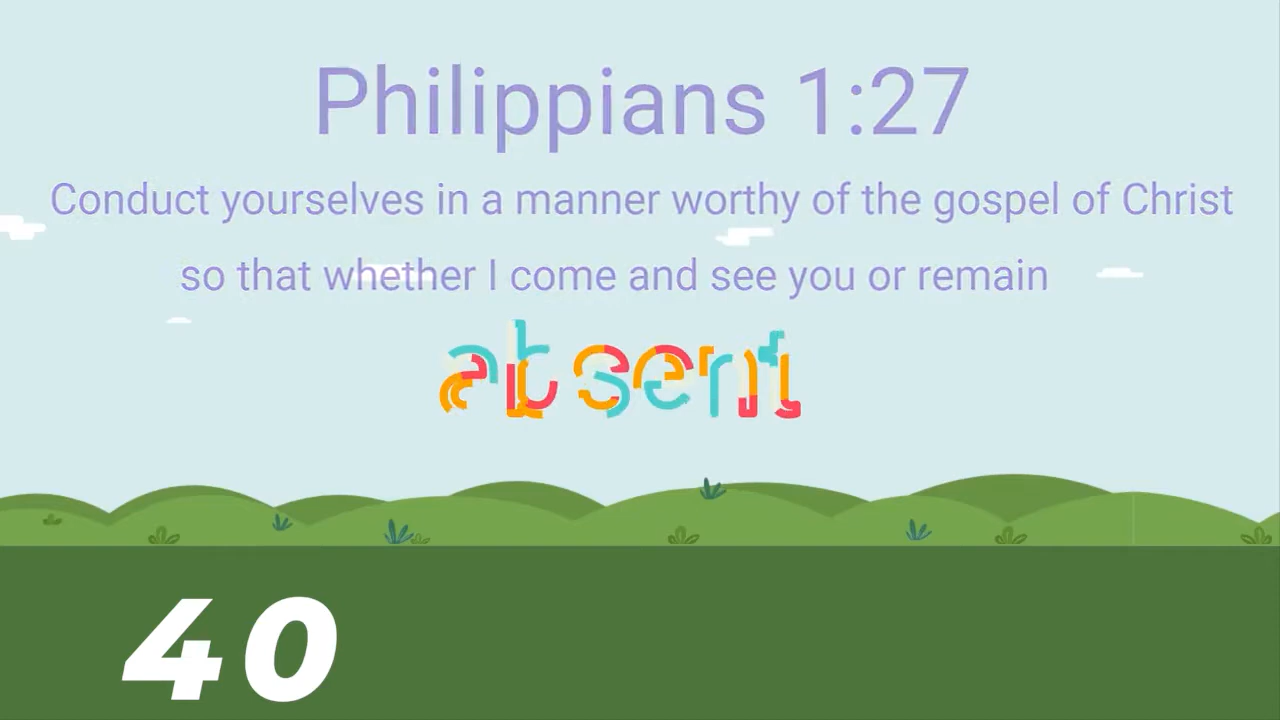 Philippians 1:27
Conduct yourselves in a manner worthy of the gospel of Christ
so that whether I come and see you or remain
absent
40